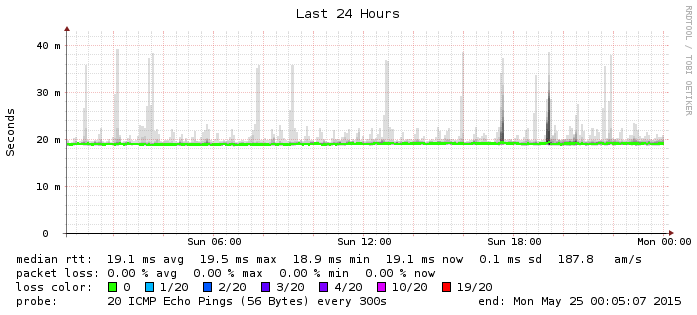 Last 24 Hours
RRDTOOL / TOBI OETIKER
Seconds
40 m
30 m
20 m
10 m
0
Sun 06:00 Sun 12:00 Sun 18:00 Mon 00:00
median rtt: 19.1 ms avg 19.5 ms max 18.9 ms min 19.1 ms now 0.1 ms sd 187.8 am/s
packet loss: 0.00 % avg 0.00 % max 0.00 % min 0.00 % now
loss color: 0 1/20 2/20 3/20 4/20 10/20 19/20
probe: 20 ICMP Echo Pings (56 Bytes) every 300s end: Mon May 25 00:05:07 2015